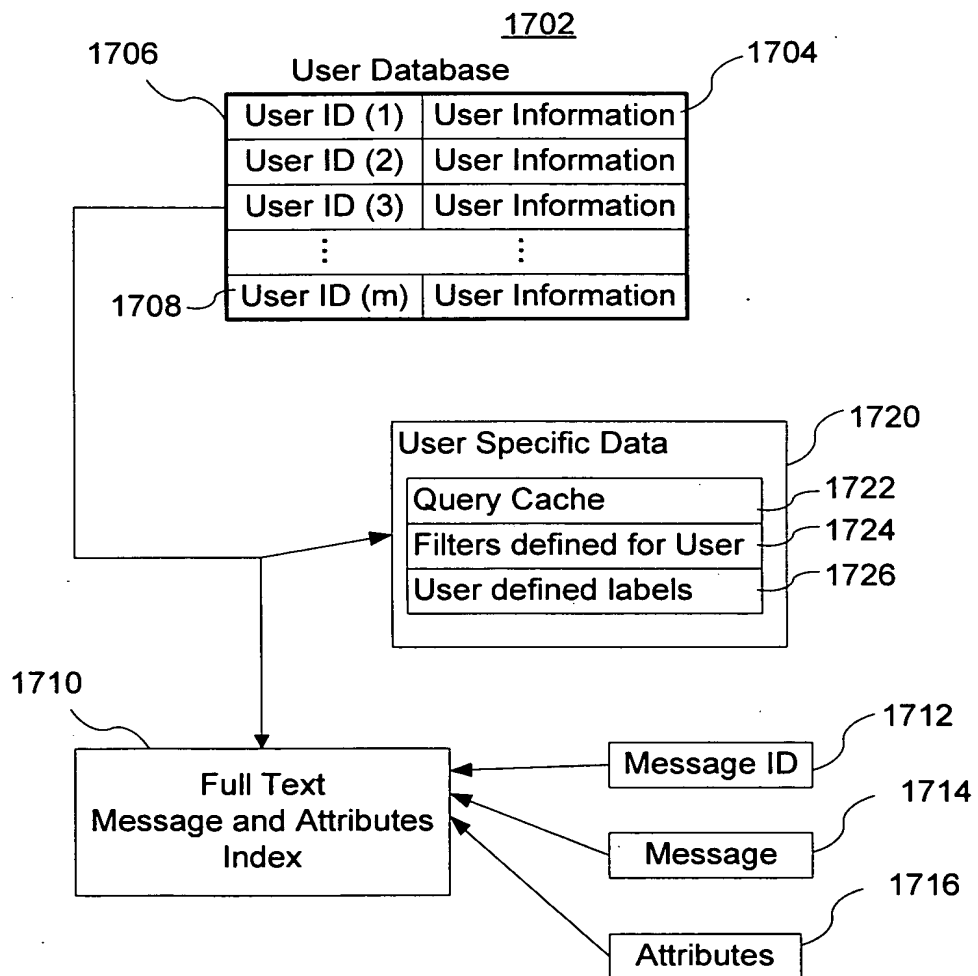 1702
1706
1704
User Database
User ID (1) User Information
User ID (2) User Information
User ID (3) User Information
⋮ ⋮
User ID (m) User Information
1708
1720
User Specific Data
Query Cache
1722
Filters defined for User
1724
User defined labels
1726
1710
Full Text
Message and Attributes
Index
1712
Message ID
1714
Message
1716
Attributes